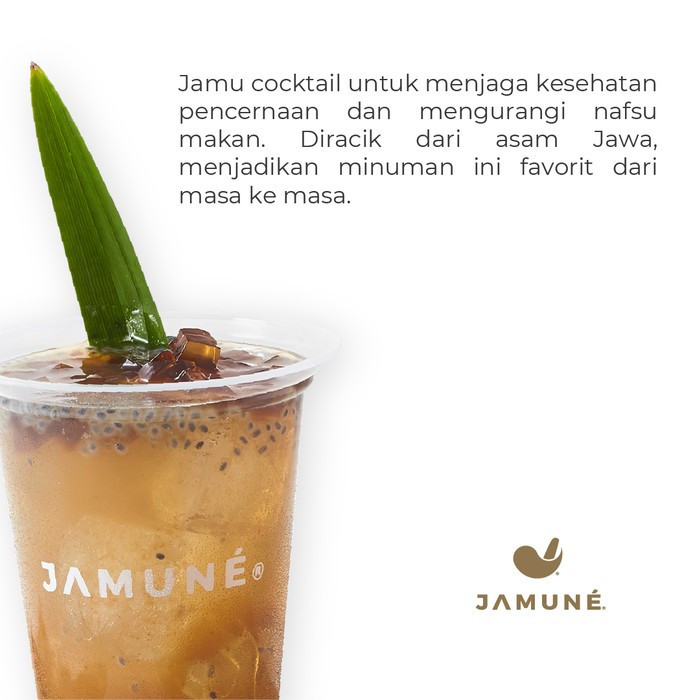 Jamu cocktail untuk menjaga kesehatan
pencernaan dan mengurangi nafsu
makan. Diracik dari asam Jawa,
menjadikan minuman ini favorit dari
masa ke masa.
JAMUNÉ®
JAMUNÉ®